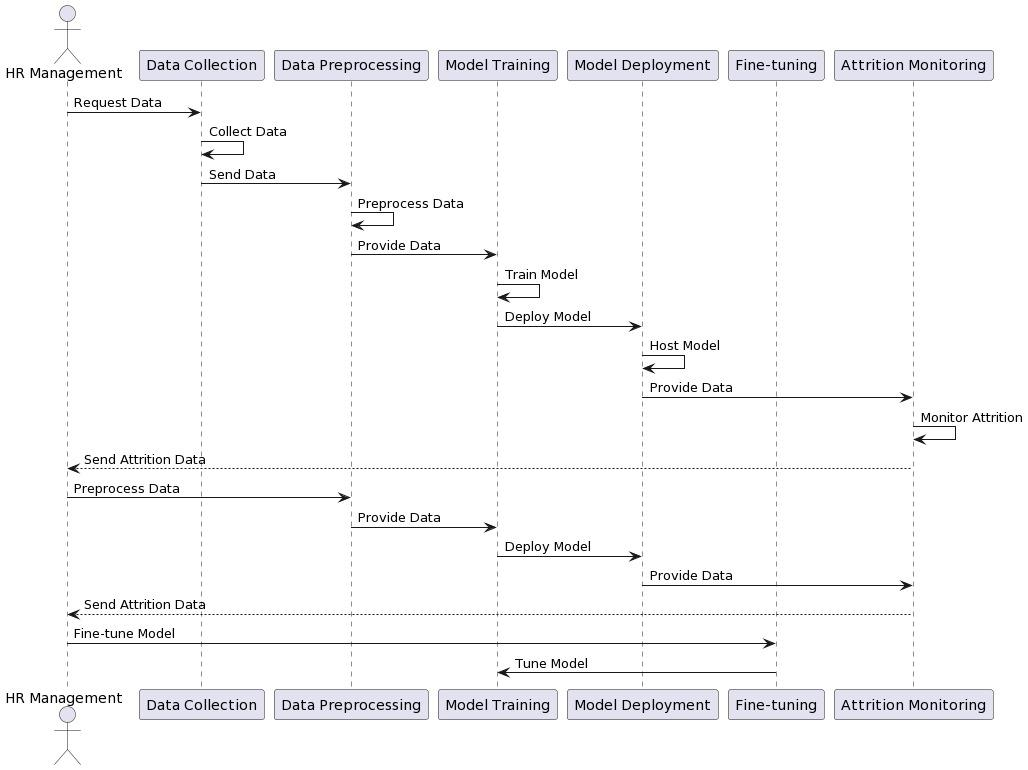 HR Management
Data Collection
Data Preprocessing
Model Training
Model Deployment
Fine-tuning
Attrition Monitoring
Request Data
Collect Data
Send Data
Preprocess Data
Provide Data
Train Model
Deploy Model
Host Model
Provide Data
Monitor Attrition
Send Attrition Data
Preprocess Data
Provide Data
Deploy Model
Provide Data
Send Attrition Data
Fine-tune Model
Tune Model
HR Management
Data Collection
Data Preprocessing
Model Training
Model Deployment
Fine-tuning
Attrition Monitoring